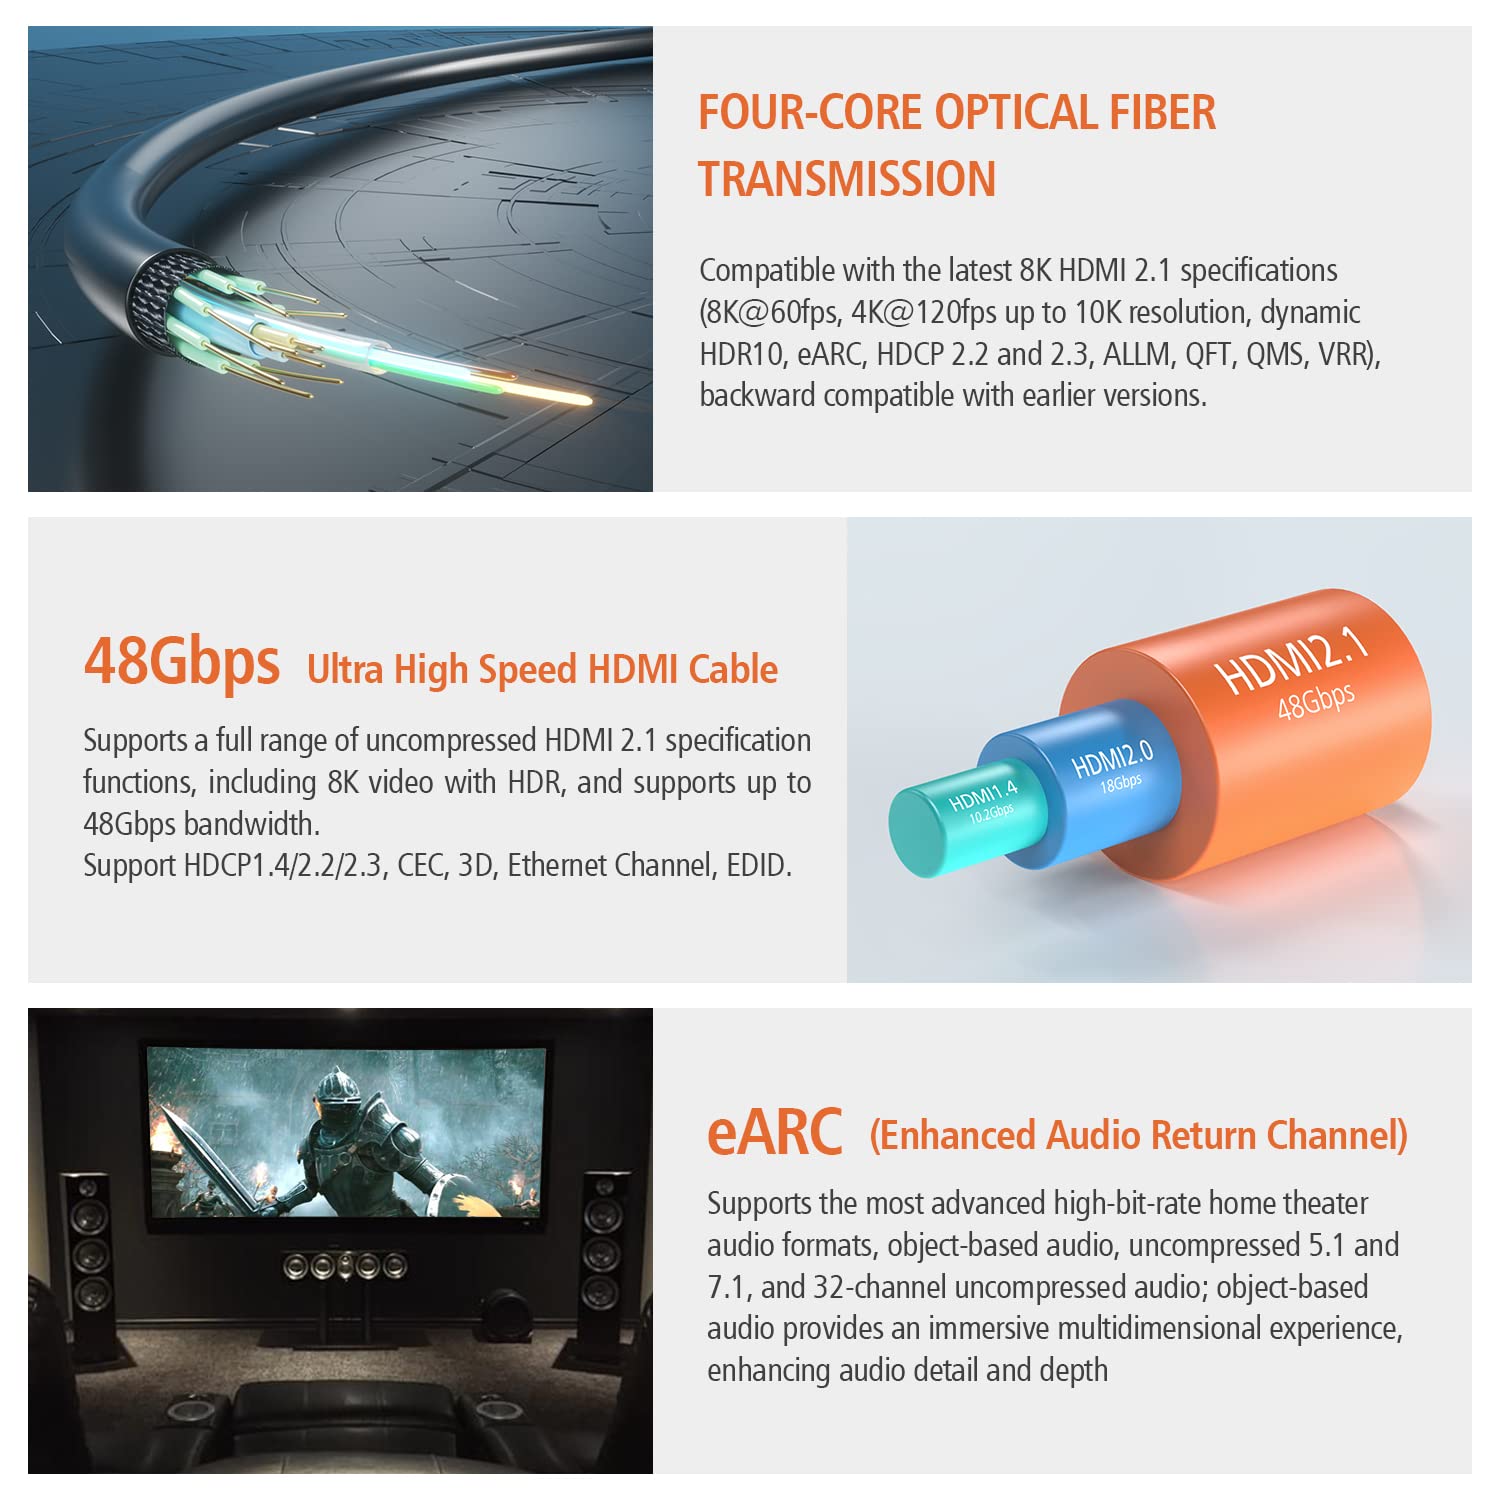 FOUR-CORE OPTICAL FIBER
TRANSMISSION
Compatible with the latest 8K HDMI 2.1 specifications
(8K@60fps, 4K@120fps up to 10K resolution, dynamic
HDR10, eARC, HDCP 2.2 and 2.3, ALLM, QFT, QMS, VRR),
backward compatible with earlier versions.
48Gbps Ultra High Speed HDMI Cable
Supports a full range of uncompressed HDMI 2.1 specification
functions, including 8K video with HDR, and supports up to
48Gbps bandwidth.
Support HDCP1.4/2.2/2.3, CEC, 3D, Ethernet Channel, EDID.
HDMI1.4
10.2Gbps
HDMI2.0
18Gbps
HDMI2.1
48Gbps
eARC (Enhanced Audio Return Channel)
Supports the most advanced high-bit-rate home theater
audio formats, object-based audio, uncompressed 5.1 and
7.1, and 32-channel uncompressed audio; object-based
audio provides an immersive multidimensional experience,
enhancing audio detail and depth